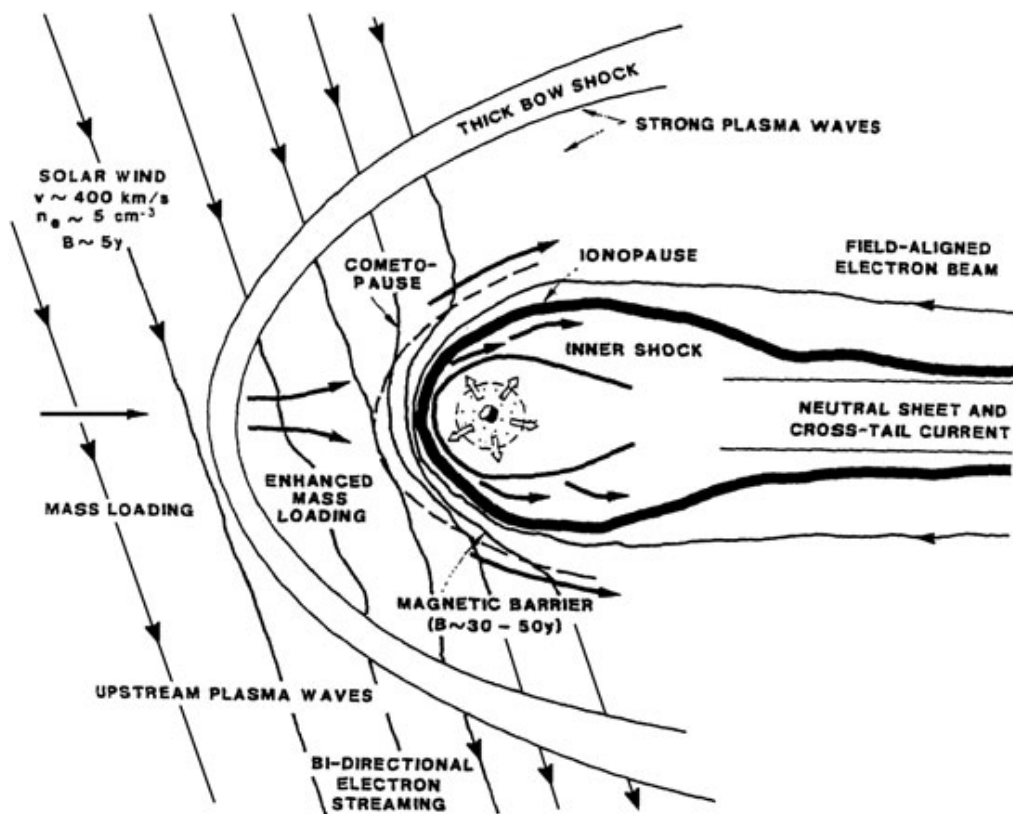 THICK BOW SHOCK
STRONG PLASMA WAVES
SOLAR WIND
v ~ 400 km/s
nₑ ~ 5 cm⁻³
B ~ 5γ
COMETO-
PAUSE
IONOPAUSE
FIELD-ALIGNED
ELECTRON BEAM
INNER SHOCK
NEUTRAL SHEET AND
CROSS-TAIL CURRENT
MASS LOADING
ENHANCED
MASS
LOADING
MAGNETIC BARRIER
(B~30 – 50γ)
UPSTREAM PLASMA WAVES
BI-DIRECTIONAL
ELECTRON
STREAMING